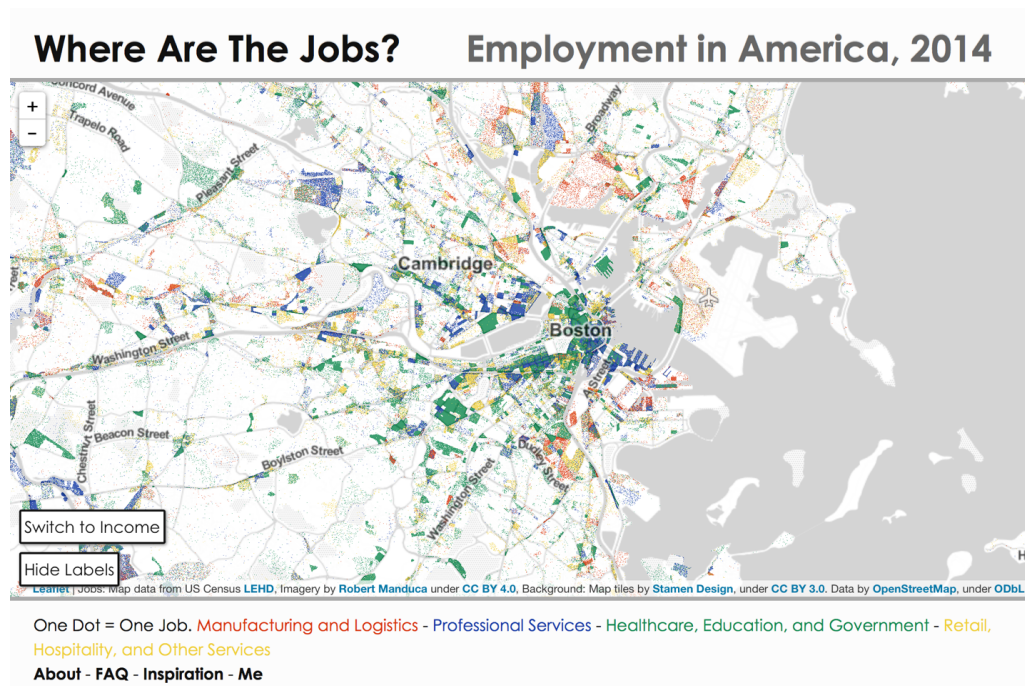 Where Are The Jobs? Employment in America, 2014
+
−
Concord Avenue
Trapelo Road
Pleasant Street
Broadway
Cambridge
Boston
Washington Street
A Street
Beacon Street
Chestnut Street
Boylston Street
Washington Street
Dudley Street
Switch to Income
Hide Labels
Leaflet | Jobs: Map data from US Census LEHD, Imagery by Robert Manduca under CC BY 4.0, Background: Map tiles by Stamen Design, under CC BY 3.0. Data by OpenStreetMap, under ODbL
One Dot = One Job. Manufacturing and Logistics - Professional Services - Healthcare, Education, and Government - Retail,
Hospitality, and Other Services
About - FAQ - Inspiration - Me